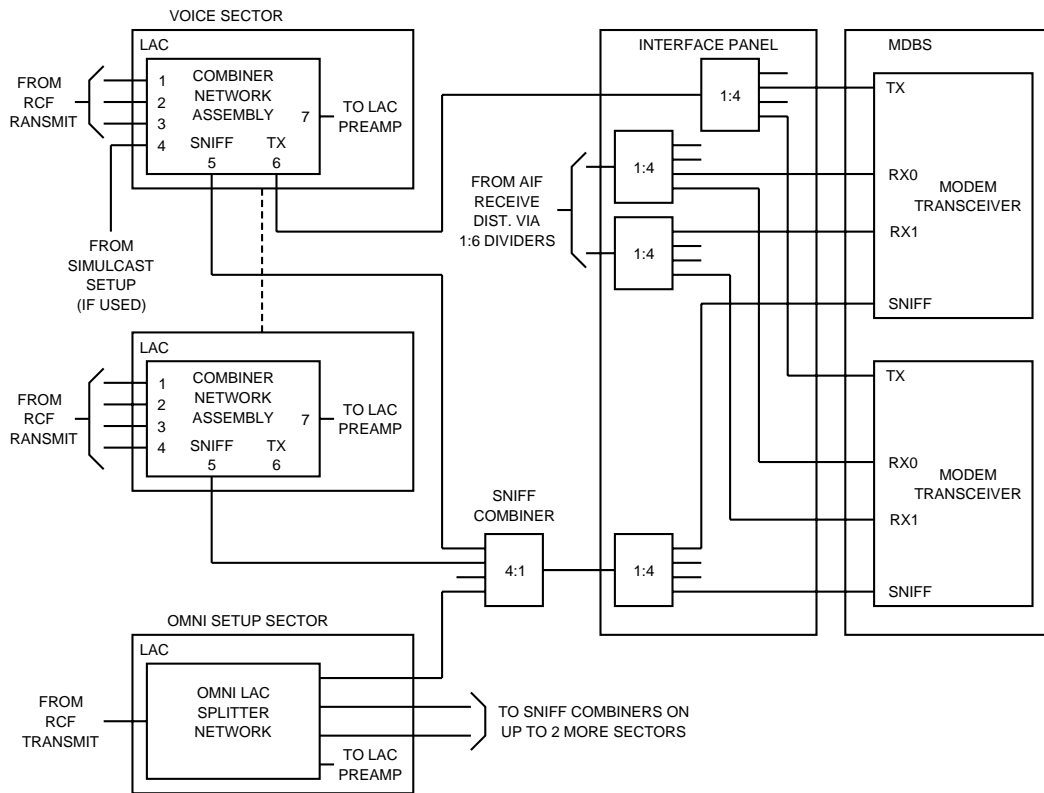 VOICE SECTOR
LAC
FROM
RCF
RANSMIT
1
2
3
4
COMBINER
NETWORK
ASSEMBLY
7
SNIFF
5
TX
6
TO LAC
PREAMP
FROM
SIMULCAST
SETUP
(IF USED)
LAC
FROM
RCF
RANSMIT
1
2
3
4
COMBINER
NETWORK
ASSEMBLY
7
SNIFF
5
TX
6
TO LAC
PREAMP
SNIFF
COMBINER
4:1
OMNI SETUP SECTOR
LAC
FROM
RCF
TRANSMIT
OMNI LAC
SPLITTER
NETWORK
TO LAC
PREAMP
TO SNIFF COMBINERS ON
UP TO 2 MORE SECTORS
INTERFACE PANEL
1:4
1:4
FROM AIF
RECEIVE
DIST. VIA
1:6 DIVIDERS
1:4
1:4
MDBS
TX
RX0
RX1
SNIFF
MODEM
TRANSCEIVER
TX
RX0
RX1
SNIFF
MODEM
TRANSCEIVER